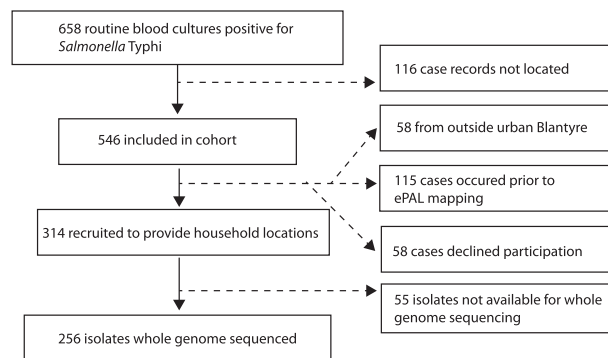 658 routine blood cultures positive for
Salmonella Typhi
116 case records not located
546 included in cohort
58 from outside urban Blantyre
115 cases occured prior to
ePAL mapping
314 recruited to provide household locations
58 cases declined participation
55 isolates not available for whole
genome sequencing
256 isolates whole genome sequenced